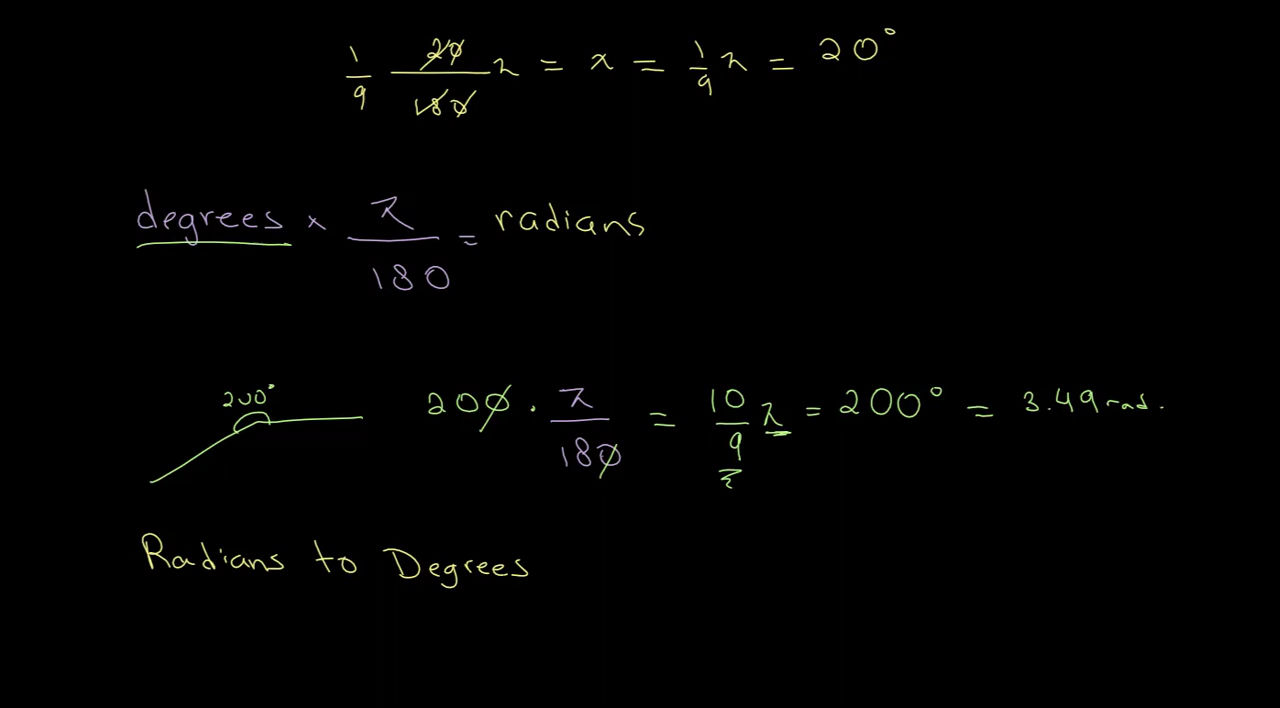 1/9 20/180 π = x = 1/9 π = 20°
degrees × π/180 = radians
200°
200 · π/180 = 10/9 π = 200° = 3.49 rad.
Radians to Degrees